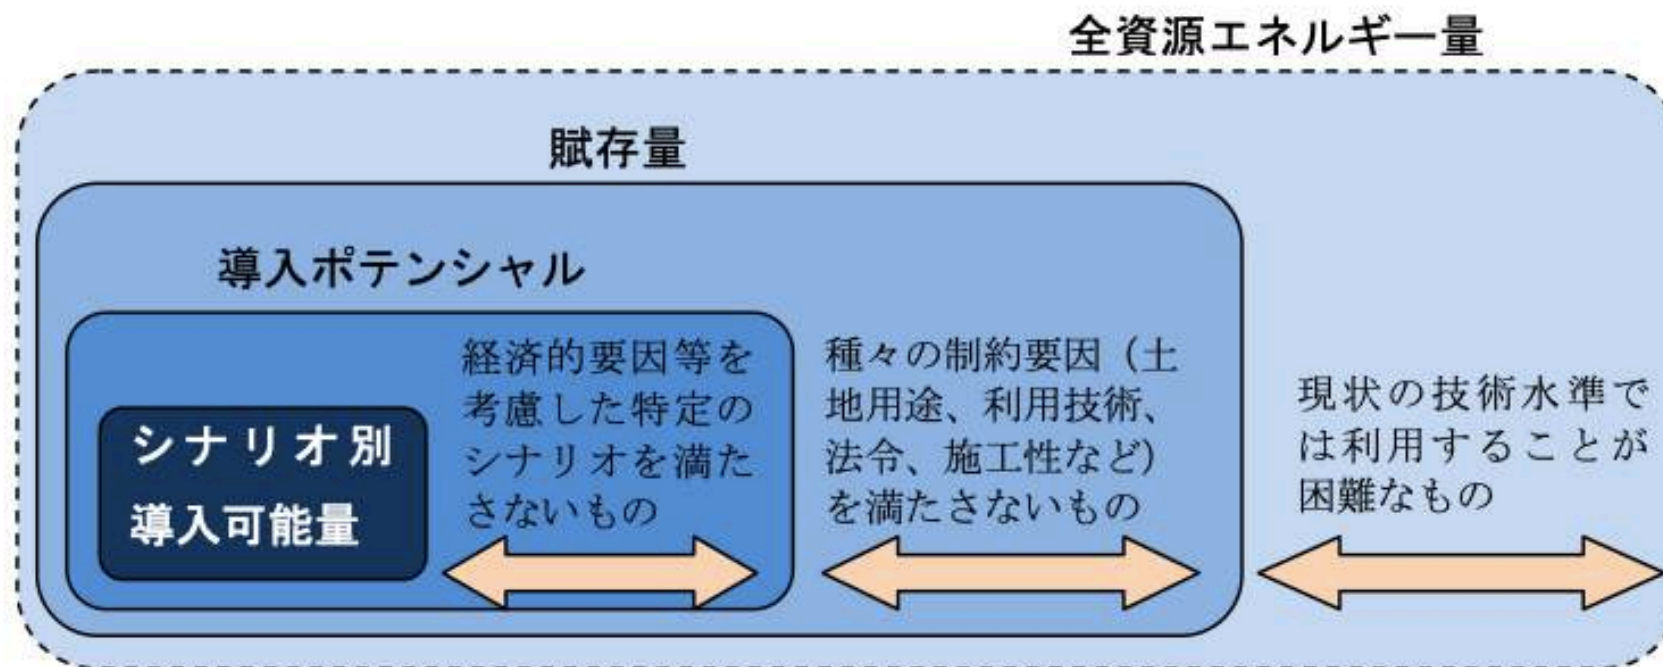 全資源エネルギー量
賦存量
導入ポテンシャル
シナリオ別
導入可能量
経済的要因等を
考慮した特定の
シナリオを満た
さないもの
種々の制約要因（土
地用途、利用技術、
法令、施工性など）
を満たさないもの
現状の技術水準で
は利用することが
困難なもの